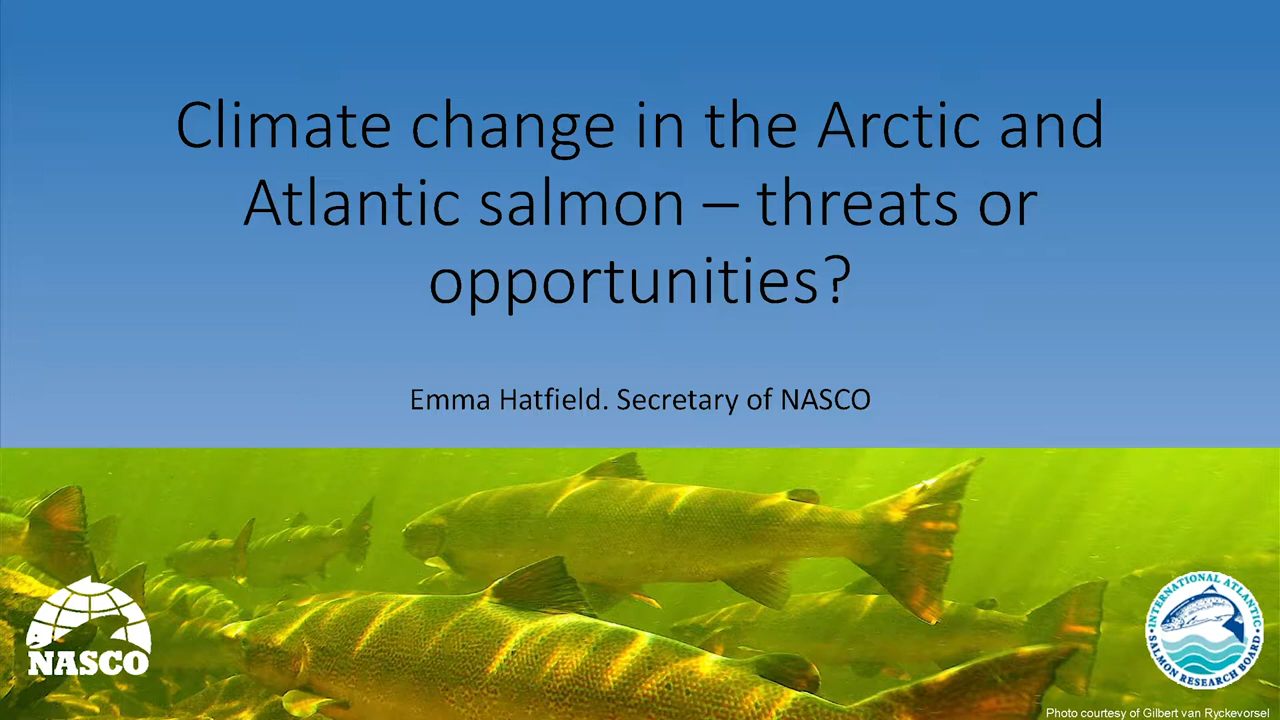 Climate change in the Arctic and
Atlantic salmon – threats or
opportunities?
Emma Hatfield. Secretary of NASCO
NASCO
INTERNATIONAL ATLANTIC
SALMON RESEARCH BOARD
Photo courtesy of Gilbert van Ryckevorsel